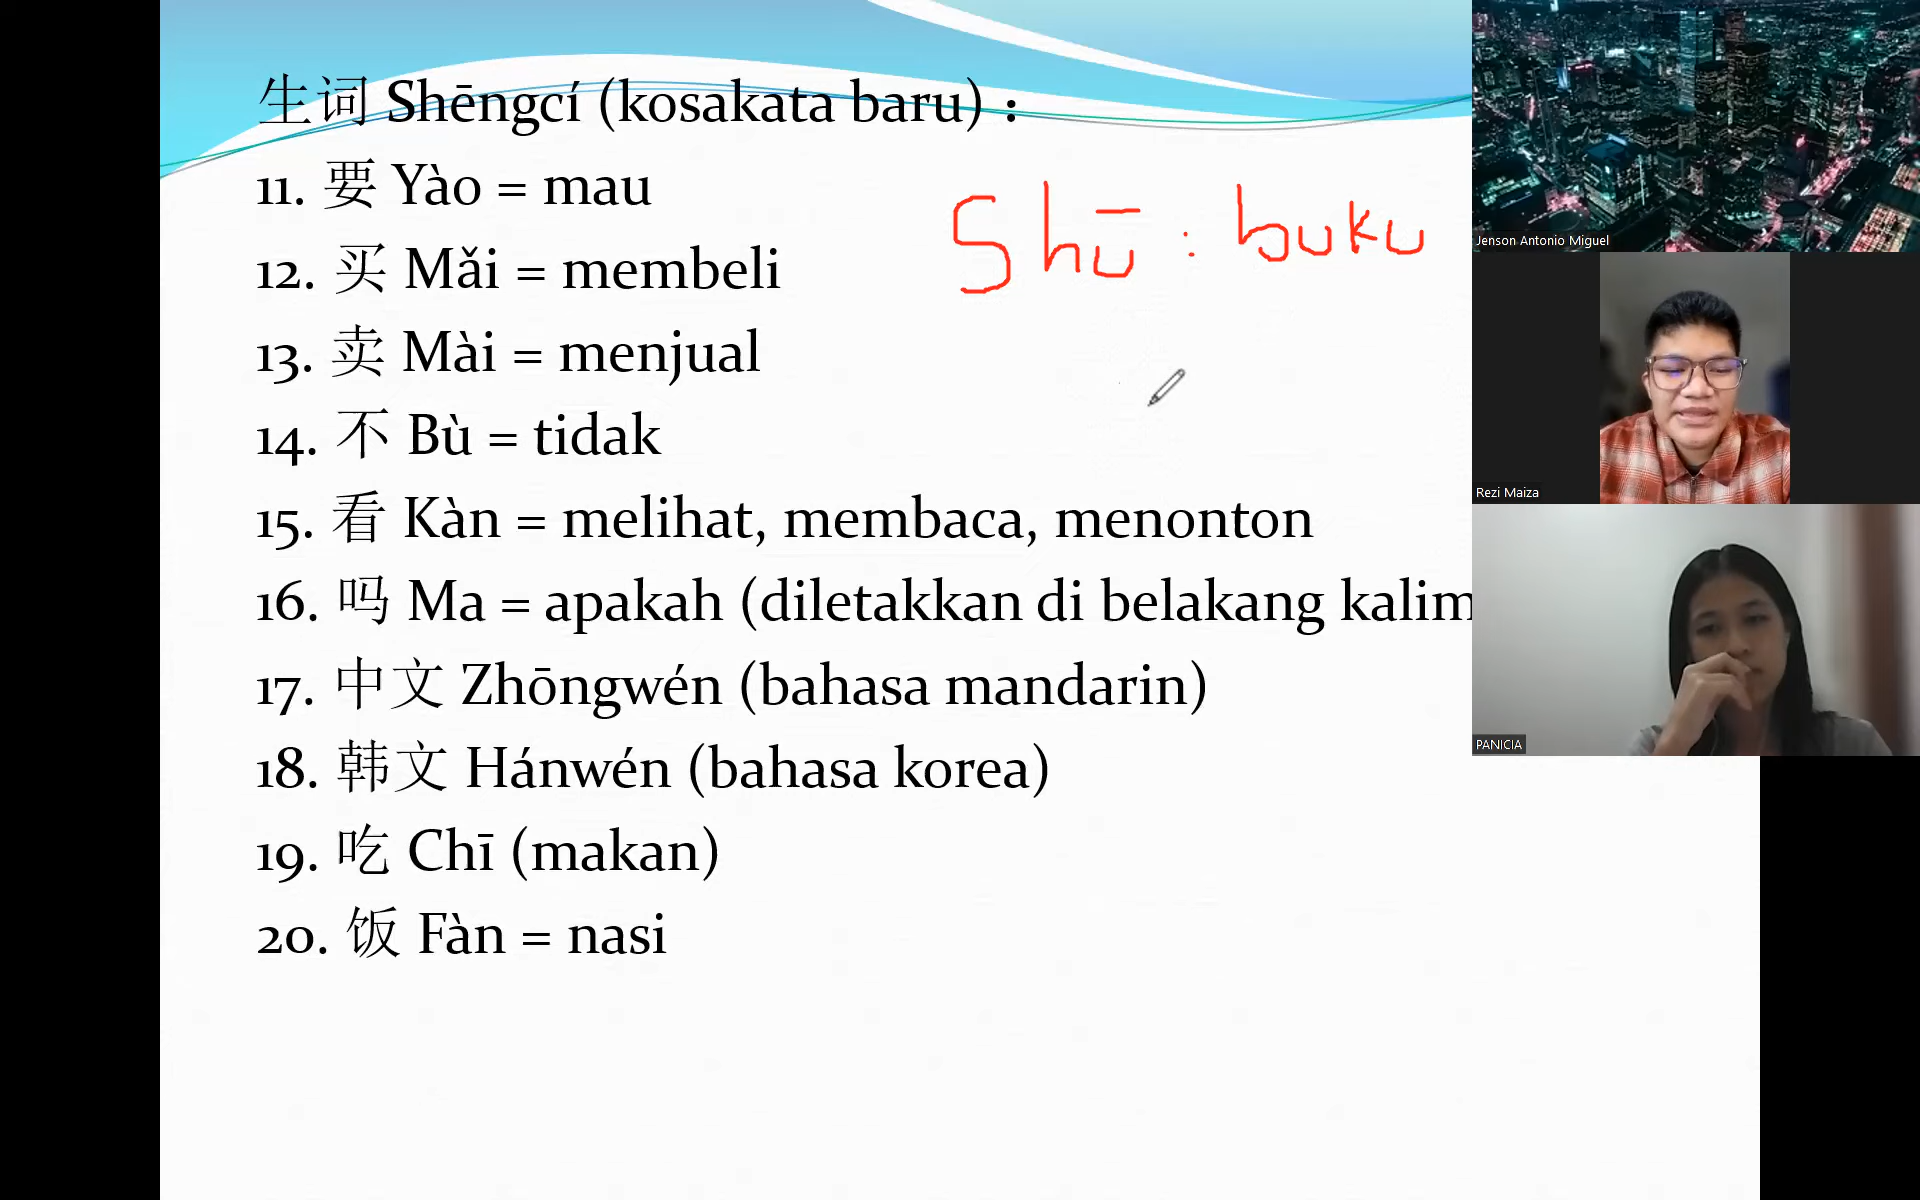 生词 Shēngcí (kosakata baru) :
11. 要 Yào = mau
12. 买 Mǎi = membeli
13. 卖 Mài = menjual
14. 不 Bù = tidak
15. 看 Kàn = melihat, membaca, menonton
16. 吗 Ma = apakah (diletakkan di belakang kalim
17. 中文 Zhōngwén (bahasa mandarin)
18. 韩文 Hánwén (bahasa korea)
19. 吃 Chī (makan)
20. 饭 Fàn = nasi
Shū : buku
Jenson Antonio Miguel
Rezi Maiza
PANICIA